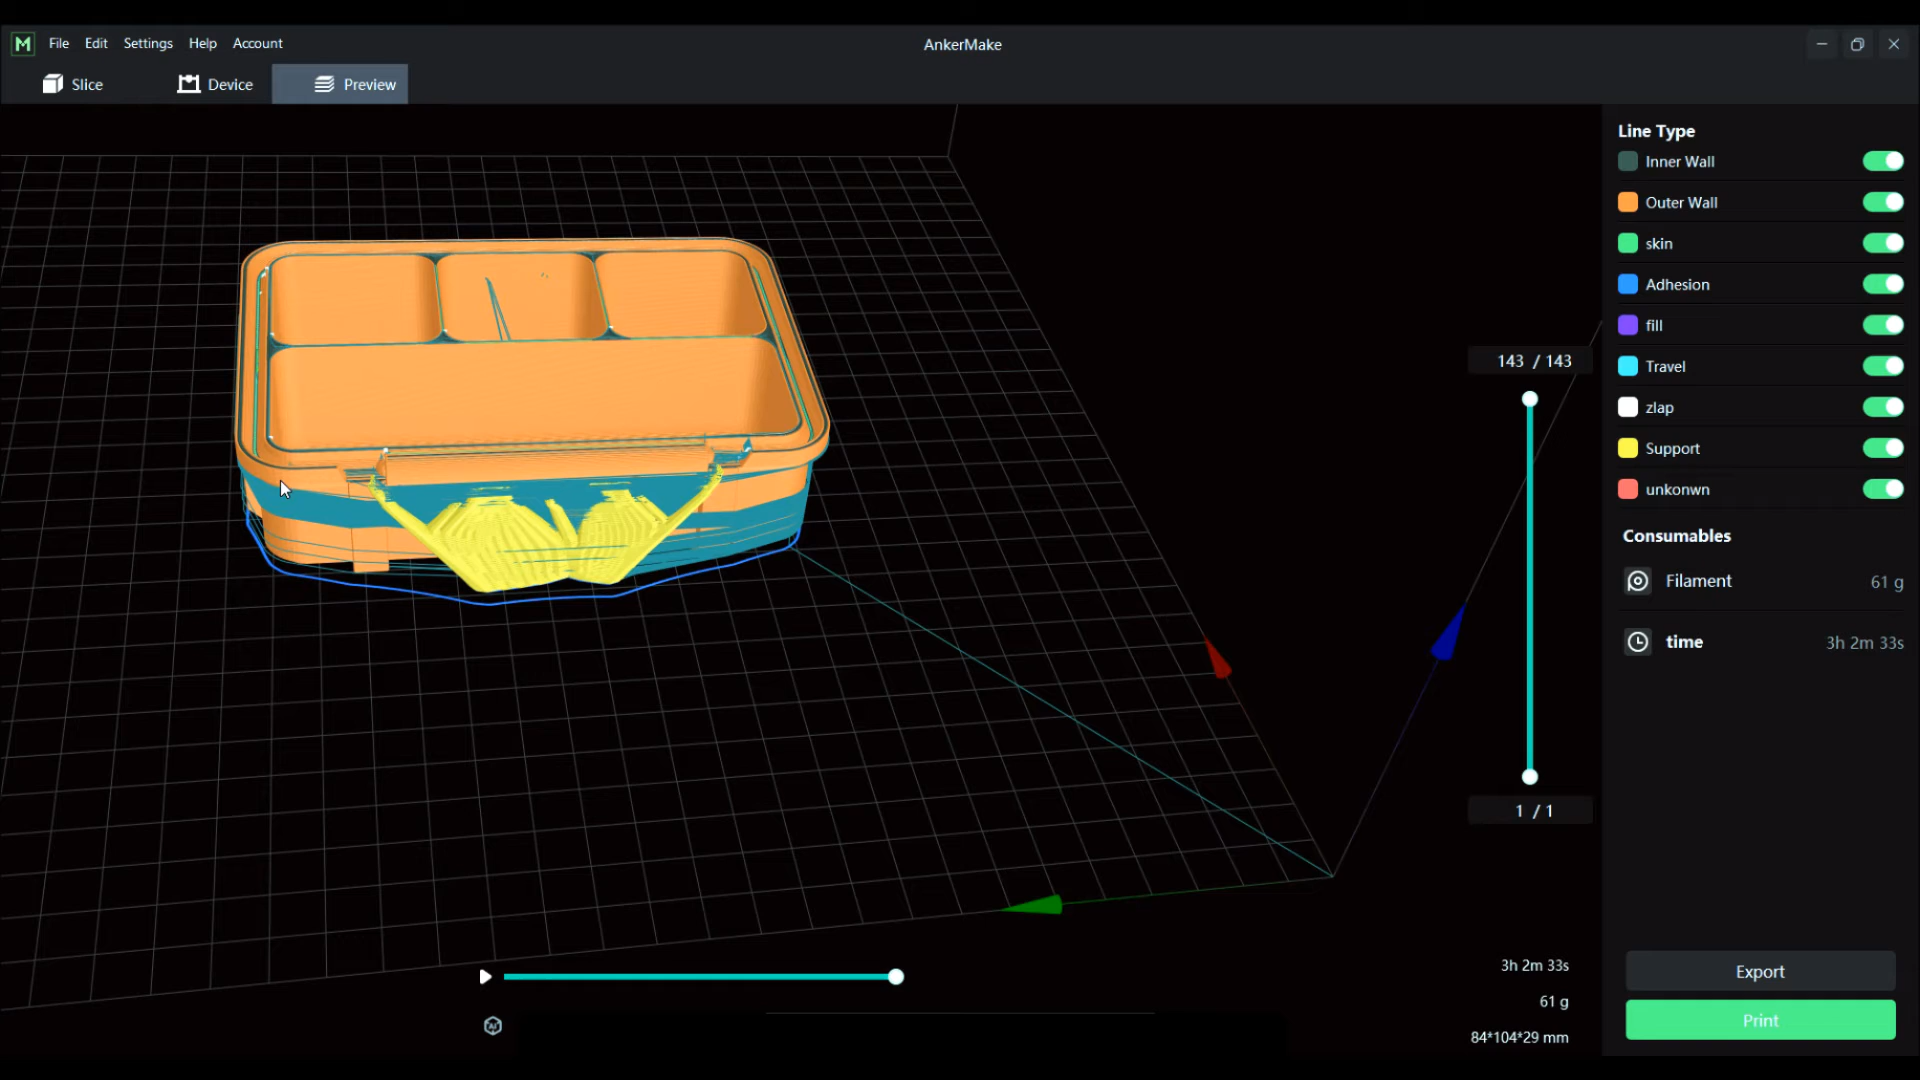 M File Edit Settings Help Account
AnkerMake
Slice Device Preview
Line Type
Inner Wall
Outer Wall
skin
Adhesion
fill
Travel
zlap
Support
unkonwn
143 / 143
1 / 1
Consumables
Filament 61 g
time 3h 2m 33s
3h 2m 33s
61 g
84*104*29 mm
Export
Print
AI